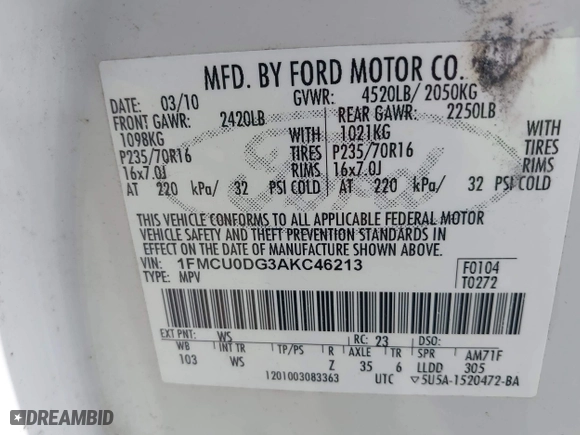 MFD. BY FORD MOTOR CO.
DATE: 03/10 GVWR: 4520LB/ 2050KG
FRONT GAWR: 2420LB REAR GAWR: 2250LB
1098KG WITH 1021KG WITH
P235/70R16 TIRES P235/70R16 TIRES
16x7.0J RIMS 16x7.0J RIMS
AT 220 kPa/ 32 PSI COLD AT 220 kPa/ 32 PSI COLD
Ford
THIS VEHICLE CONFORMS TO ALL APPLICABLE FEDERAL MOTOR
VEHICLE SAFETY AND THEFT PREVENTION STANDARDS IN
EFFECT ON THE DATE OF MANUFACTURE SHOWN ABOVE.
VIN: 1FMCU0DG3AKC46213 F0104
TYPE: MPV T0272
EXT PNT: WS RC: 23 DSO:
WB INT TR TP/PS R AXLE TR SPR AM71F
103 WS Z 35 6 LLDD 305
1201003083363 UTC 5U5A-1520472-BA
DREAMBID